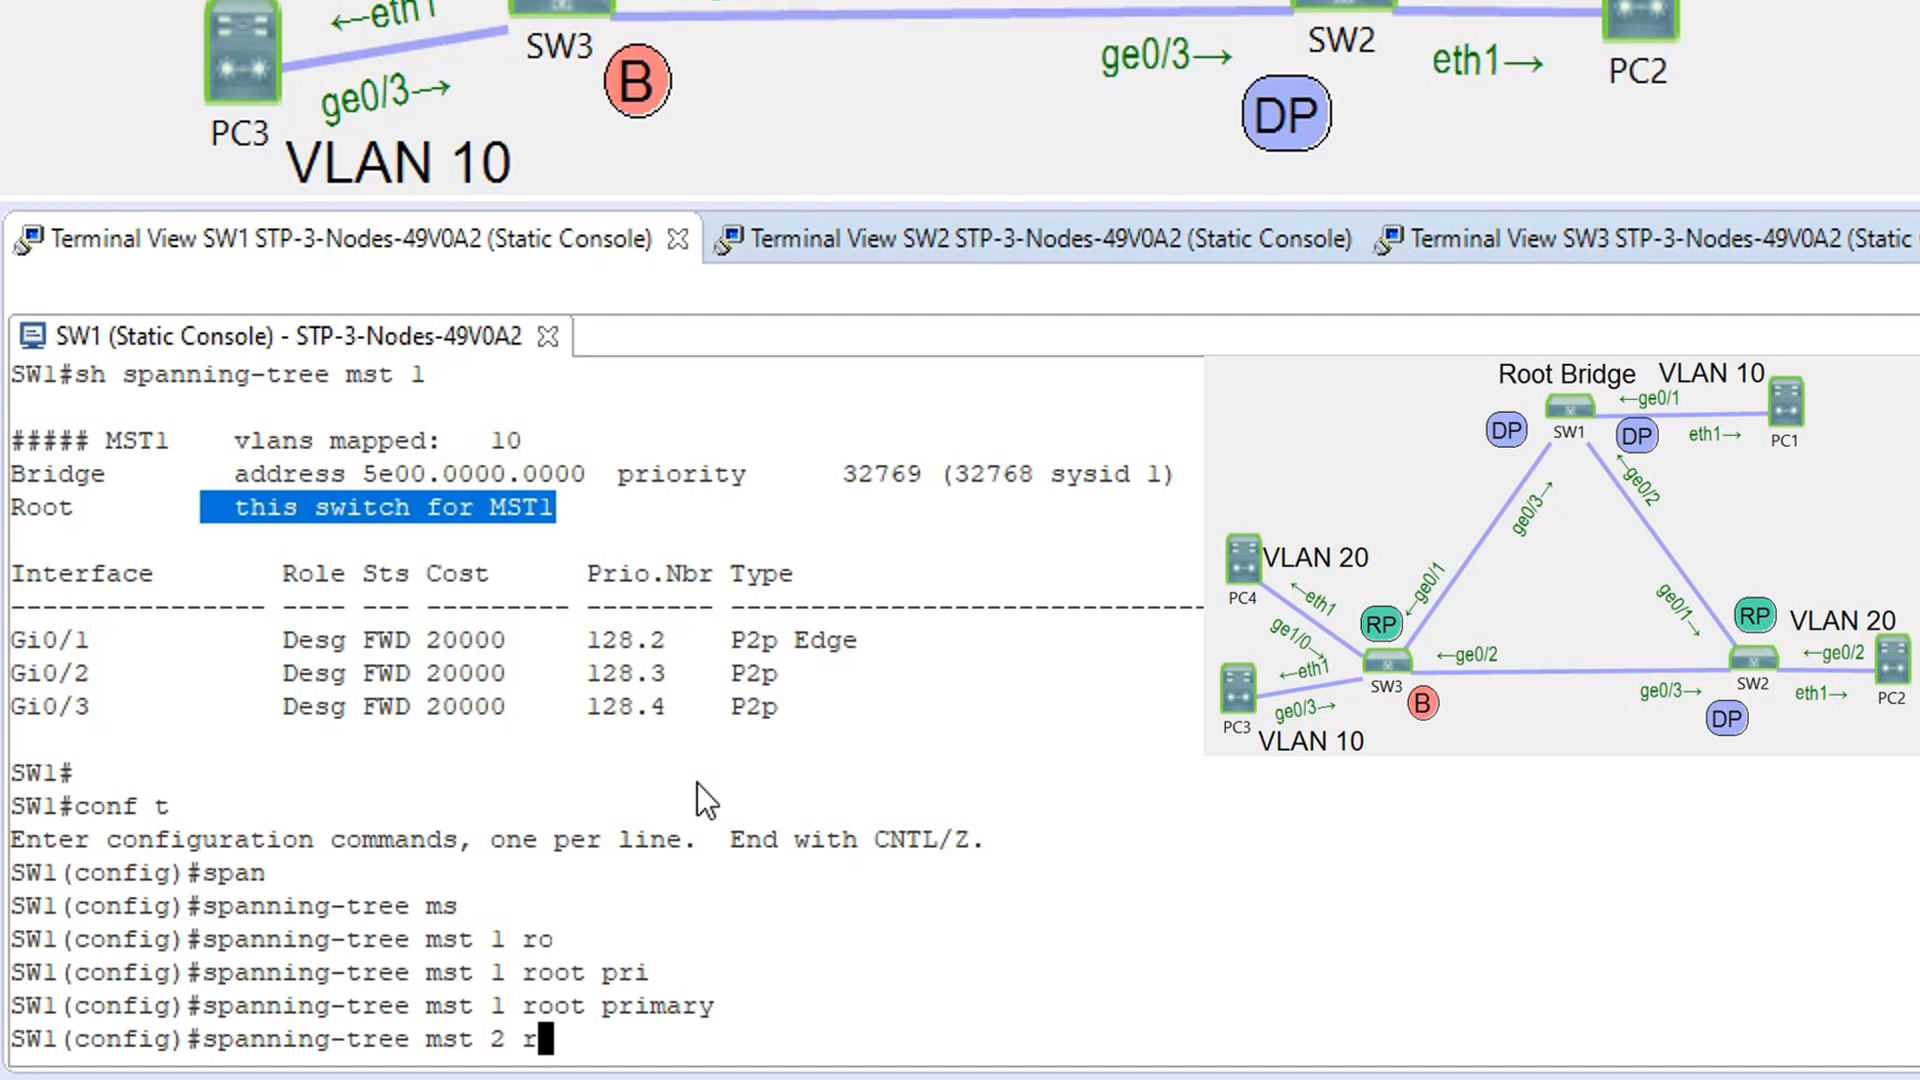 ←eth1
SW3
B
ge0/3→
PC3
VLAN 10
ge0/3→
SW2
DP
eth1→
PC2
Terminal View SW1 STP-3-Nodes-49V0A2 (Static Console)
Terminal View SW2 STP-3-Nodes-49V0A2 (Static Console)
Terminal View SW3 STP-3-Nodes-49V0A2 (Static
SW1 (Static Console) - STP-3-Nodes-49V0A2
SW1#sh spanning-tree mst 1
##### MST1    vlans mapped:   10
Bridge        address 5e00.0000.0000  priority      32769 (32768 sysid 1)
Root          this switch for MST1
Interface        Role Sts Cost      Prio.Nbr Type
---------------- ---- --- --------- -------- --------------------------------
Gi0/1            Desg FWD 20000     128.2    P2p Edge
Gi0/2            Desg FWD 20000     128.3    P2p
Gi0/3            Desg FWD 20000     128.4    P2p
SW1#
SW1#conf t
Enter configuration commands, one per line.  End with CNTL/Z.
SW1(config)#span
SW1(config)#spanning-tree ms
SW1(config)#spanning-tree mst 1 ro
SW1(config)#spanning-tree mst 1 root pri
SW1(config)#spanning-tree mst 1 root primary
SW1(config)#spanning-tree mst 2 r
Root Bridge
VLAN 10
←ge0/1
DP
SW1
DP
eth1→
PC1
←ge0/2
ge0/3→
VLAN 20
PC4
←eth1
←ge0/1
ge1/0→
RP
ge0/1→
RP
VLAN 20
←eth1
SW3
←ge0/2
B
ge0/3→
PC3
VLAN 10
←ge0/2
ge0/3→
SW2
DP
eth1→
PC2